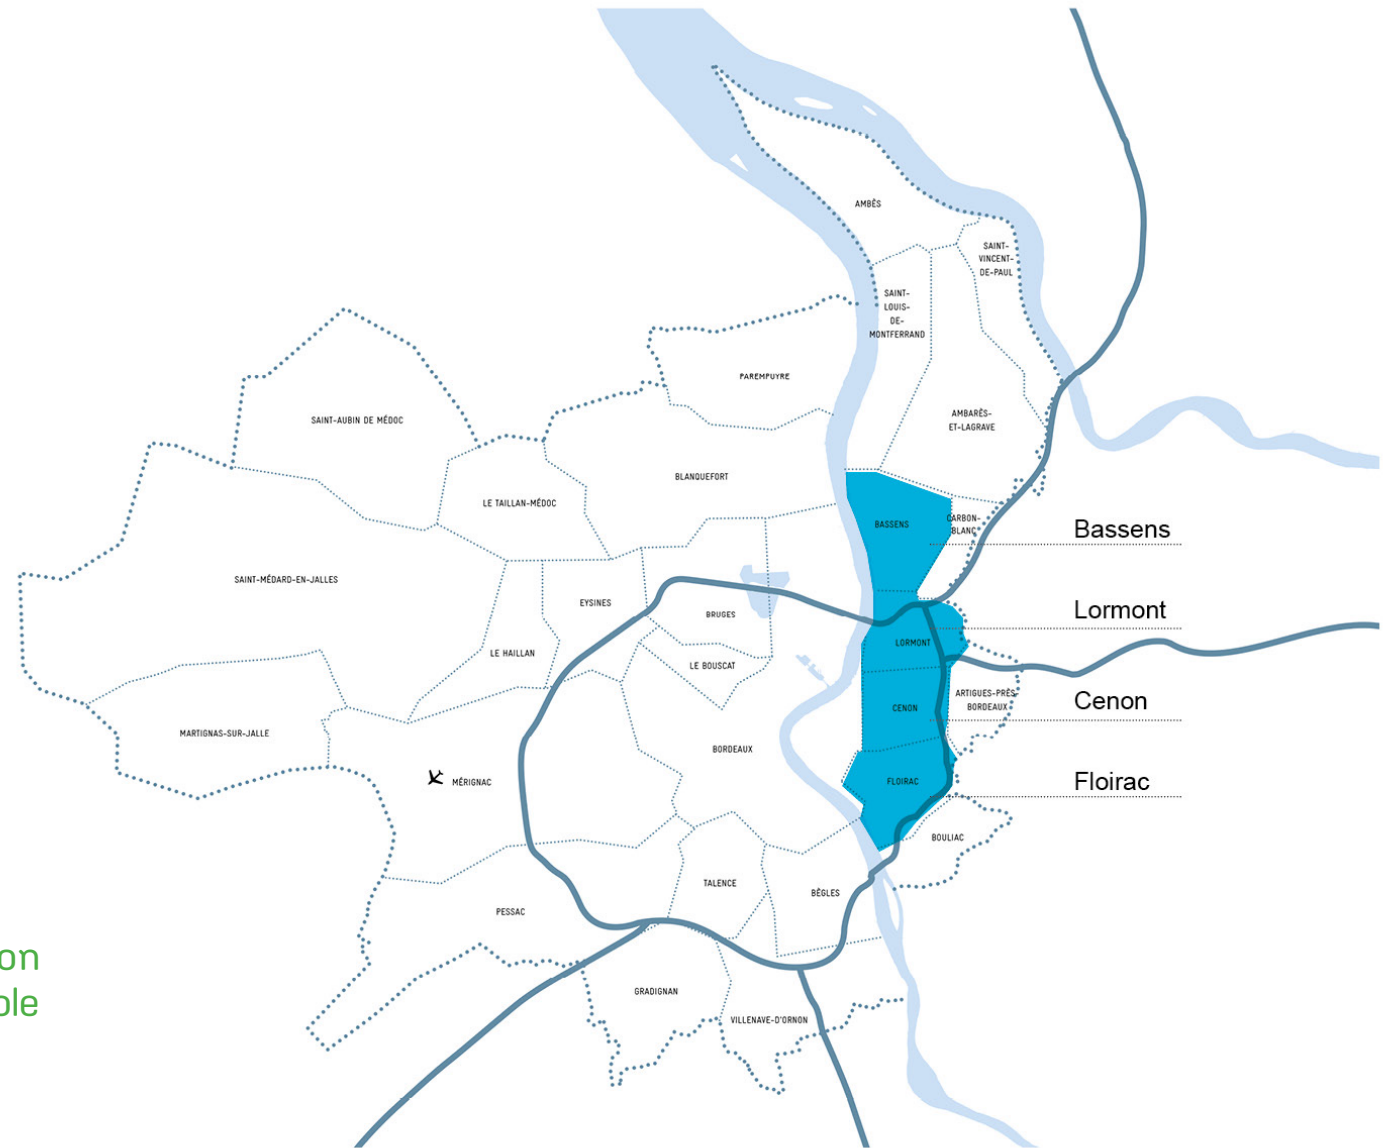 AMBÈS
SAINT-
VINCENT-
DE-PAUL
SAINT-
LOUIS-
DE-
MONTFERRAND
PAREMPUYRE
SAINT-AUBIN DE MÉDOC
AMBARÈS-
ET-LAGRAVE
BLANQUEFORT
LE TAILLAN-MÉDOC
BASSENS
CARBON-
BLANC
Bassens
SAINT-MÉDARD-EN-JALLES
EYSINES
BRUGES
Lormont
LORMONT
LE HAILLAN
LE BOUSCAT
ARTIGUES-PRÈS
BORDEAUX
CENON
Cenon
MARTIGNAS-SUR-JALLE
BORDEAUX
MÉRIGNAC
FLOIRAC
Floirac
BOULIAC
TALENCE
BÈGLES
PESSAC
on
ole
GRADIGNAN
VILLENAVE-D'ORNON